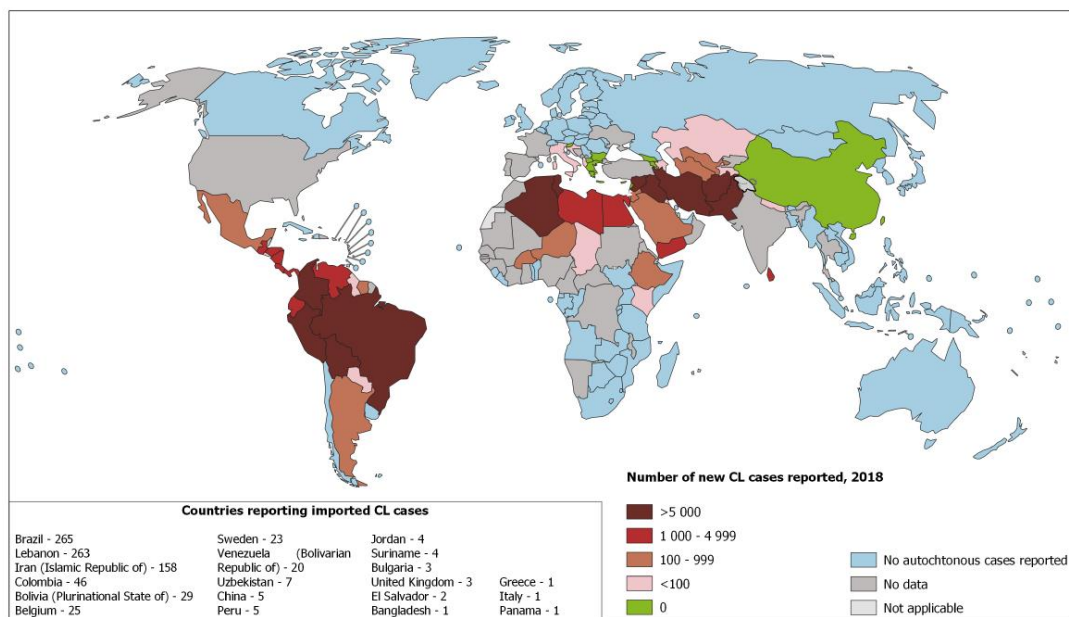 Number of new CL cases reported, 2018
>5 000
1 000 - 4 999
100 - 999
<100
0
No autochtonous cases reported
No data
Not applicable
Countries reporting imported CL cases
Brazil - 265
Lebanon - 263
Iran (Islamic Republic of) - 158
Colombia - 46
Bolivia (Plurinational State of) - 29
Belgium - 25
Sweden - 23
Venezuela (Bolivarian
Republic of) - 20
Uzbekistan - 7
China - 5
Peru - 5
Jordan - 4
Suriname - 4
Bulgaria - 3
United Kingdom - 3
El Salvador - 2
Bangladesh - 1
Greece - 1
Italy - 1
Panama - 1